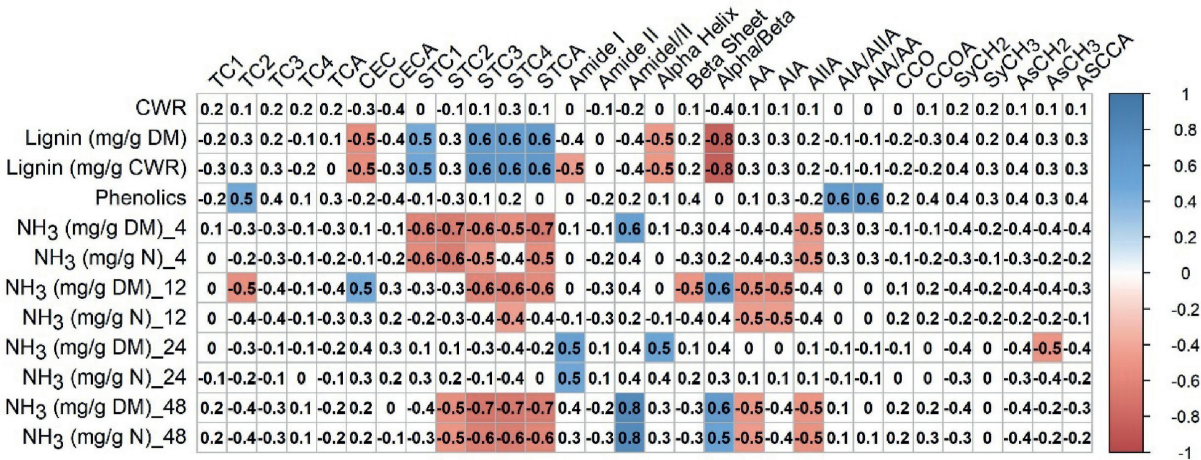 TC1 TC2 TC3 TC4 TCA CEC CECA STC1 STC2 STC3 STC4 STCA Amide I Amide II AmideI/II Alpha Helix Beta Sheet Alpha/Beta AA AIA AIIA AIA/AIIA AIA/AA CCO CCOA SyCH2 SyCH3 AsCH2 AsCH3 ASCCA
CWR 0.2 0.1 0.2 0.2 0.2 -0.3 -0.4 0 -0.1 0.1 0.3 0.1 0 -0.1 -0.2 0 0.1 -0.4 0.1 0.1 0.1 0 0 0 0.1 0.2 0.2 0.1 0.1 0.1
Lignin (mg/g DM) -0.2 0.3 0.2 -0.1 0.1 -0.5 -0.4 0.5 0.3 0.6 0.6 0.6 -0.4 0 -0.4 -0.5 0.2 -0.8 0.3 0.3 0.2 -0.1 -0.1 -0.2 -0.3 0.4 0.2 0.4 0.3 0.3
Lignin (mg/g CWR) -0.3 0.3 0.3 -0.2 0 -0.5 -0.3 0.5 0.3 0.6 0.6 0.6 -0.5 0 -0.4 -0.5 0.2 -0.8 0.3 0.3 0.2 -0.1 -0.1 -0.2 -0.2 0.4 0.3 0.4 0.3 0.3
Phenolics -0.2 0.5 0.4 0.1 0.3 -0.2 -0.4 -0.1 -0.3 0.1 0.2 0 0 -0.2 -0.2 0.1 0.4 0 0.1 0.3 -0.2 0.6 0.6 0.2 0.4 0.4 0.2 0.4 0.3 0.4
NH3 (mg/g DM)_4 0.1 -0.3 -0.3 -0.1 -0.3 0.1 -0.1 -0.6 -0.7 -0.6 -0.5 -0.7 0.1 -0.1 0.6 0.1 -0.3 0.4 -0.4 -0.4 -0.5 0.3 0.3 -0.1 0.1 -0.4 -0.2 -0.4 -0.4 -0.4
NH3 (mg/g N)_4 0 -0.2 -0.3 -0.1 -0.2 -0.1 -0.2 -0.6 -0.6 -0.5 -0.4 -0.5 -0.1 -0.2 0.4 0 -0.3 0.2 -0.4 -0.3 -0.5 0.3 0.3 -0.1 0.1 -0.3 -0.1 -0.3 -0.2 -0.2
NH3 (mg/g DM)_12 0 -0.5 -0.4 -0.1 -0.4 0.5 0.3 -0.3 -0.3 -0.6 -0.6 -0.6 0 -0.3 0.4 0 -0.5 0.6 -0.5 -0.5 -0.4 0 0 0.1 0.2 -0.4 -0.2 -0.4 -0.4 -0.3
NH3 (mg/g N)_12 0 -0.4 -0.4 -0.1 -0.3 0.3 0.2 -0.2 -0.3 -0.4 -0.4 -0.4 -0.1 -0.3 0.2 -0.1 -0.4 0.4 -0.5 -0.5 -0.4 0 0 0.2 0.2 -0.2 -0.2 -0.2 -0.2 -0.1
NH3 (mg/g DM)_24 0 -0.3 -0.1 -0.1 -0.2 0.4 0.3 0.1 0.1 -0.3 -0.4 -0.2 0.5 0.1 0.4 0.5 0.1 0.4 0 0 0.1 -0.1 -0.1 -0.1 0 -0.4 0 -0.4 -0.5 -0.4
NH3 (mg/g N)_24 -0.1 -0.2 -0.1 0 -0.1 0.3 0.2 0.3 0.2 -0.1 -0.4 0 0.5 0.1 0.4 0.4 0.2 0.3 0.1 0.1 0.1 -0.1 -0.1 0 0 -0.3 0 -0.3 -0.4 -0.2
NH3 (mg/g DM)_48 0.2 -0.4 -0.3 0.1 -0.2 0.2 0 -0.4 -0.5 -0.7 -0.7 -0.7 0.4 -0.2 0.8 0.3 -0.3 0.6 -0.5 -0.4 -0.5 0.1 0 0.2 0.2 -0.4 0 -0.4 -0.2 -0.3
NH3 (mg/g N)_48 0.2 -0.4 -0.3 0.1 -0.2 0.2 -0.1 -0.3 -0.5 -0.6 -0.6 -0.6 0.3 -0.3 0.8 0.3 -0.3 0.5 -0.5 -0.4 -0.5 0.1 0.1 0.2 0.3 -0.3 0 -0.4 -0.2 -0.2
1
0.8
0.6
0.4
0.2
0
-0.2
-0.4
-0.6
-0.8
-1